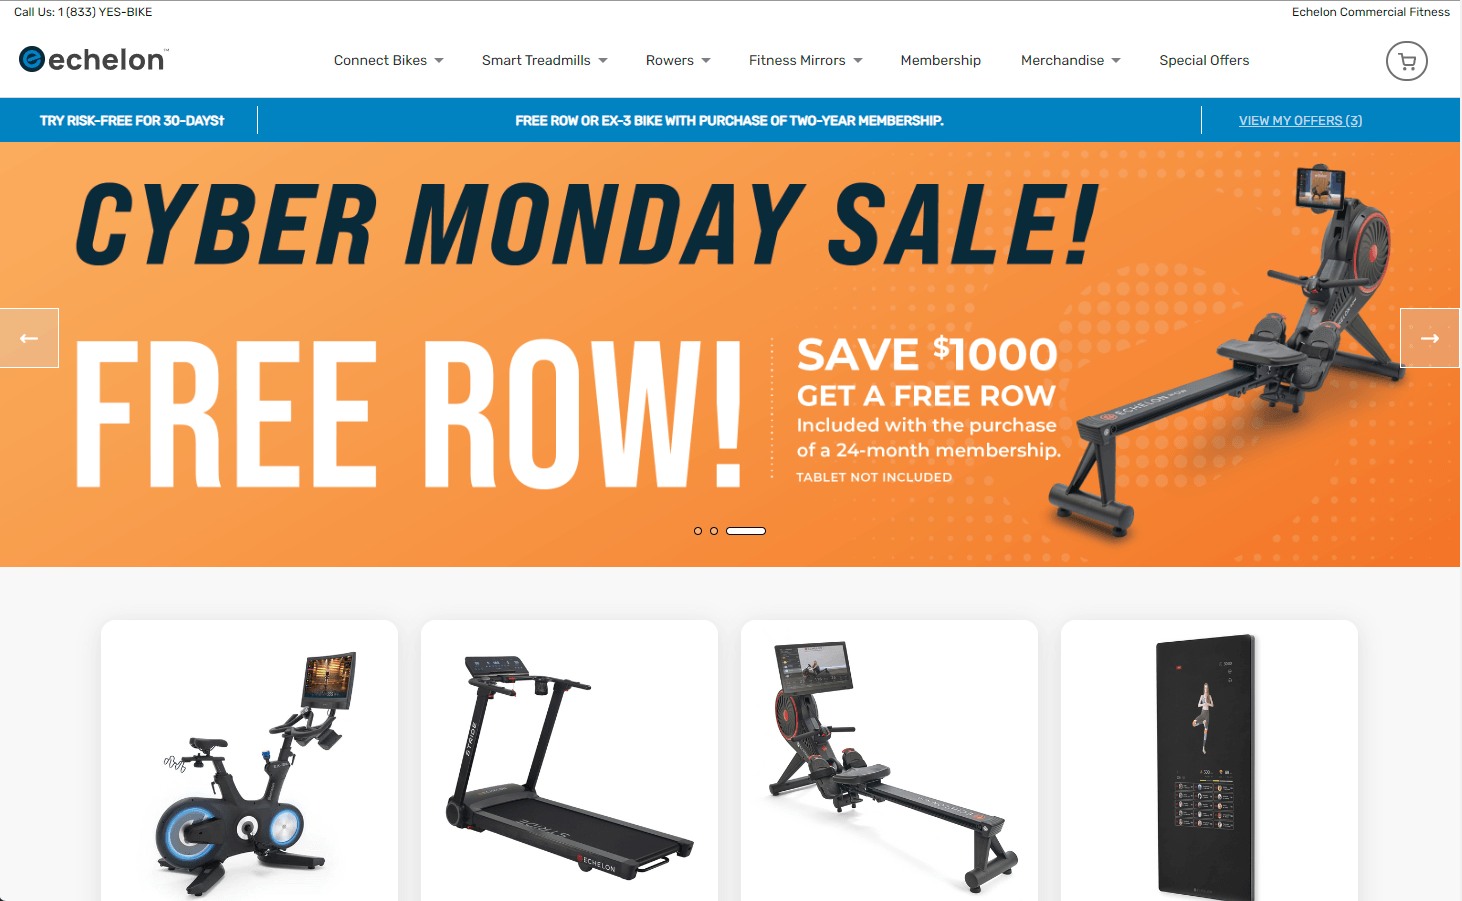 Call Us: 1 (833) YES-BIKE
Echelon Commercial Fitness
echelon™
Connect Bikes
Smart Treadmills
Rowers
Fitness Mirrors
Membership
Merchandise
Special Offers
TRY RISK-FREE FOR 30-DAYS†
FREE ROW OR EX-3 BIKE WITH PURCHASE OF TWO-YEAR MEMBERSHIP.
VIEW MY OFFERS (3)
CYBER MONDAY SALE!
FREE ROW!
SAVE $1000
GET A FREE ROW
Included with the purchase
of a 24-month membership.
TABLET NOT INCLUDED
ECHELON
STRIDE
STRIDE
ECHELON